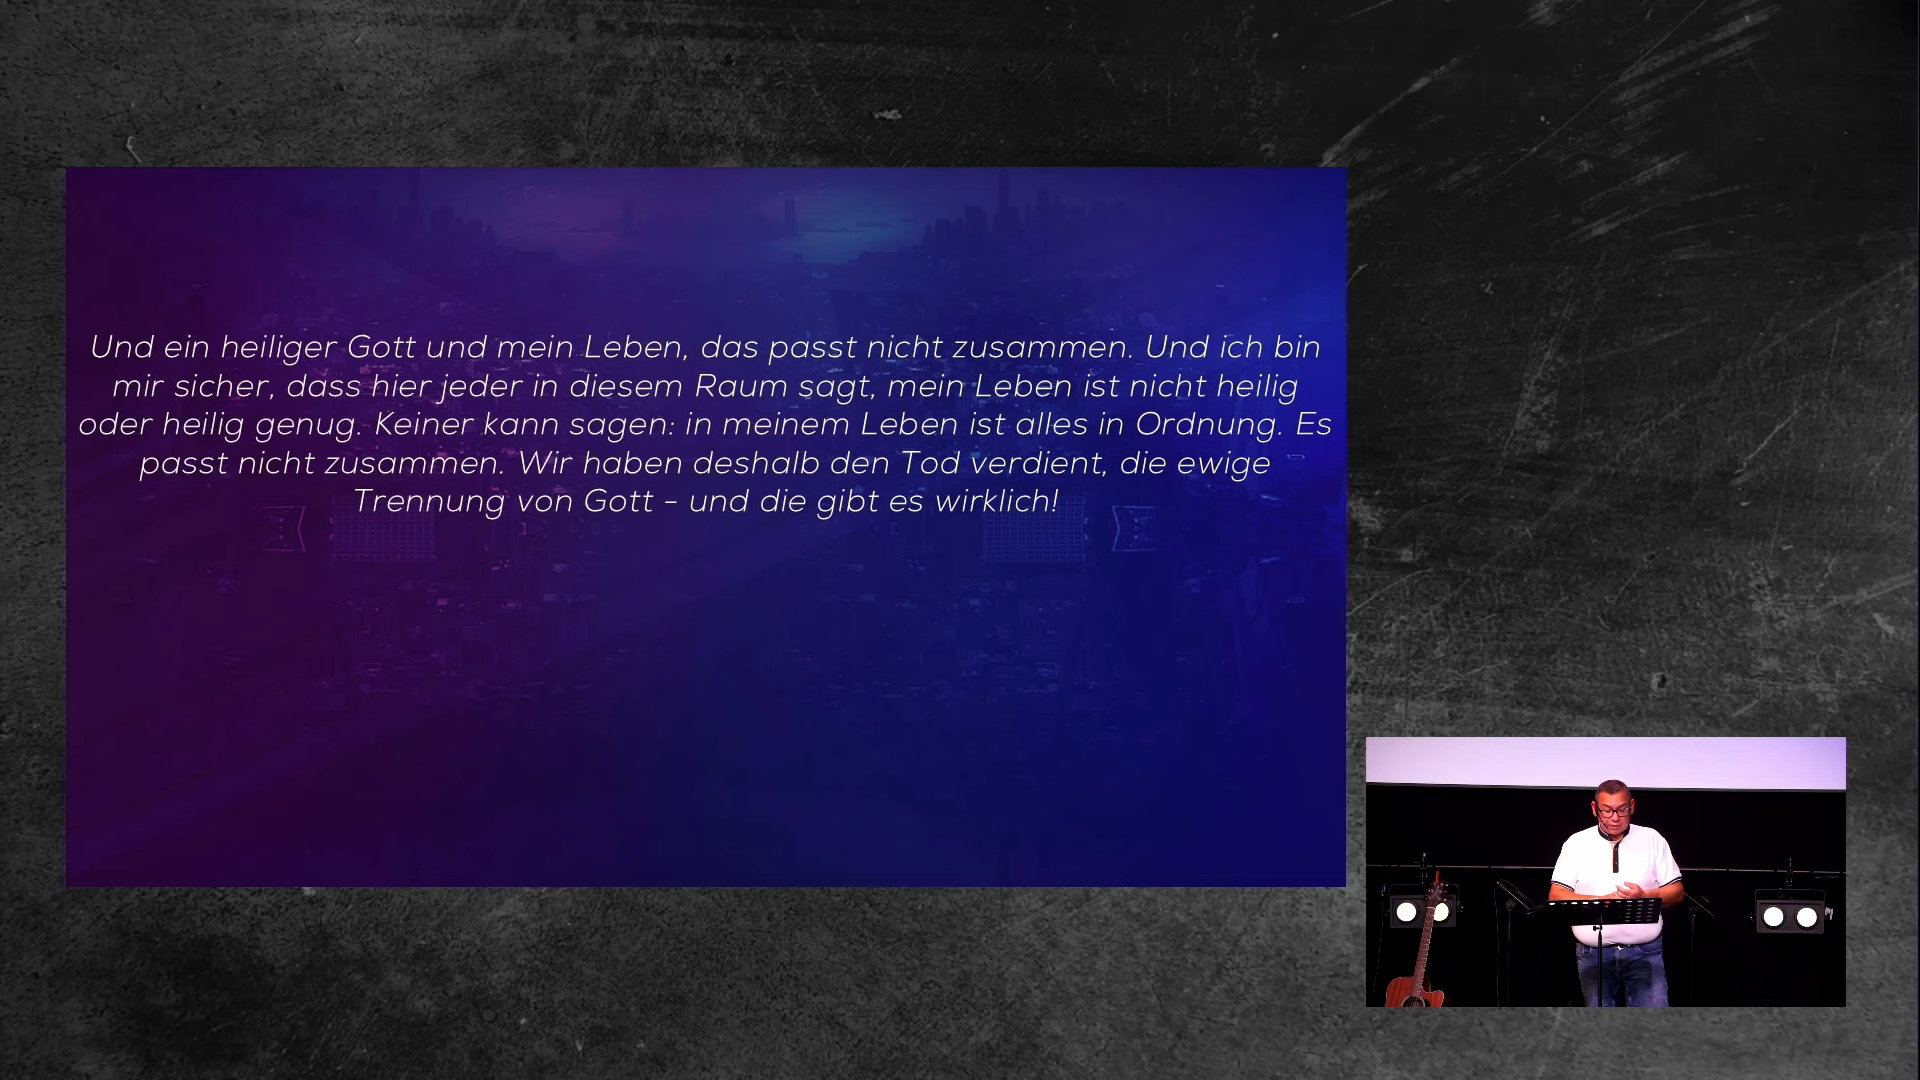 Und ein heiliger Gott und mein Leben, das passt nicht zusammen. Und ich bin
mir sicher, dass hier jeder in diesem Raum sagt, mein Leben ist nicht heilig
oder heilig genug. Keiner kann sagen: in meinem Leben ist alles in Ordnung. Es
passt nicht zusammen. Wir haben deshalb den Tod verdient, die ewige
Trennung von Gott – und die gibt es wirklich!